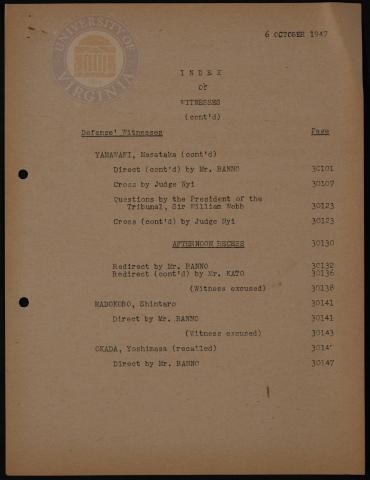 UNIVERSITY OF VIRGINIA
6 OCTOBER 1947
I N D E X
OF
WITNESSES
(cont'd)
Defense' Witnesses Page
YAMAWAKI, Masataka (cont'd)
Direct (cont'd) by Mr. BANNO 30101
Cross by Judge Nyi 30107
Questions by the President of the
Tribunal, Sir William Webb 30123
Cross (cont'd) by Judge Nyi 30123
AFTERNOON RECESS 30130
Redirect by Mr. BANNO 30132
Redirect (cont'd) by Mr. KATO 30136
(Witness excused) 30138
MADOKORO, Shintaro 30141
Direct by Mr. BANNO 30141
(Witness excused) 30143
OKADA, Yoshimasa (recalled)
Direct by Mr. BANNO 30147